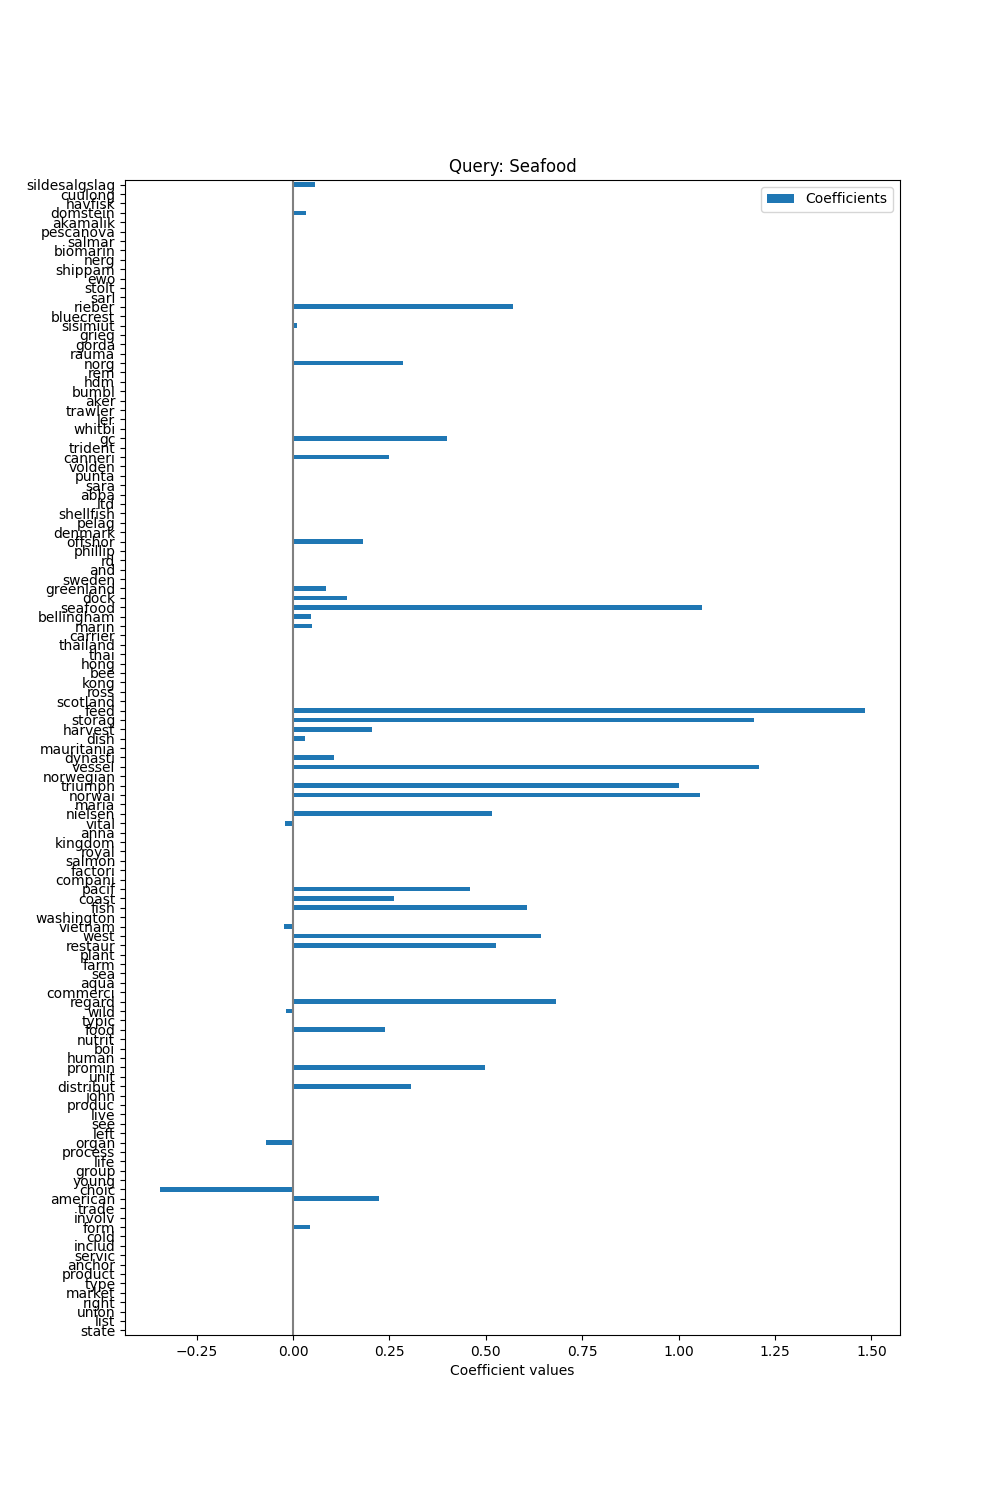 Query: Seafood
Coefficients
sildesalgslag
cuulong
havfisk
domstein
akamalik
pescanova
salmar
biomarin
nerg
shippam
ewo
stolt
sarl
rieber
bluecrest
sisimiut
grieg
gorda
rauma
norg
rem
hdm
bumbl
aker
trawler
ler
whitbi
gc
trident
canneri
volden
punta
sara
abba
ltd
shellfish
pelag
denmark
offshor
phillip
rd
and
sweden
greenland
dock
seafood
bellingham
marin
carrier
thailand
thai
hong
bee
kong
ross
scotland
feed
storag
harvest
dish
mauritania
dynasti
vessel
norwegian
triumph
norwai
maria
nielsen
vital
anna
kingdom
royal
salmon
factori
compani
pacif
coast
fish
washington
vietnam
west
restaur
plant
farm
sea
aqua
commerci
regard
wild
typic
food
nutrit
boi
human
promin
unit
distribut
john
produc
live
see
left
organ
process
life
group
young
choic
american
trade
involv
form
cold
includ
servic
anchor
product
type
market
right
union
list
state
−0.25 0.00 0.25 0.50 0.75 1.00 1.25 1.50
Coefficient values